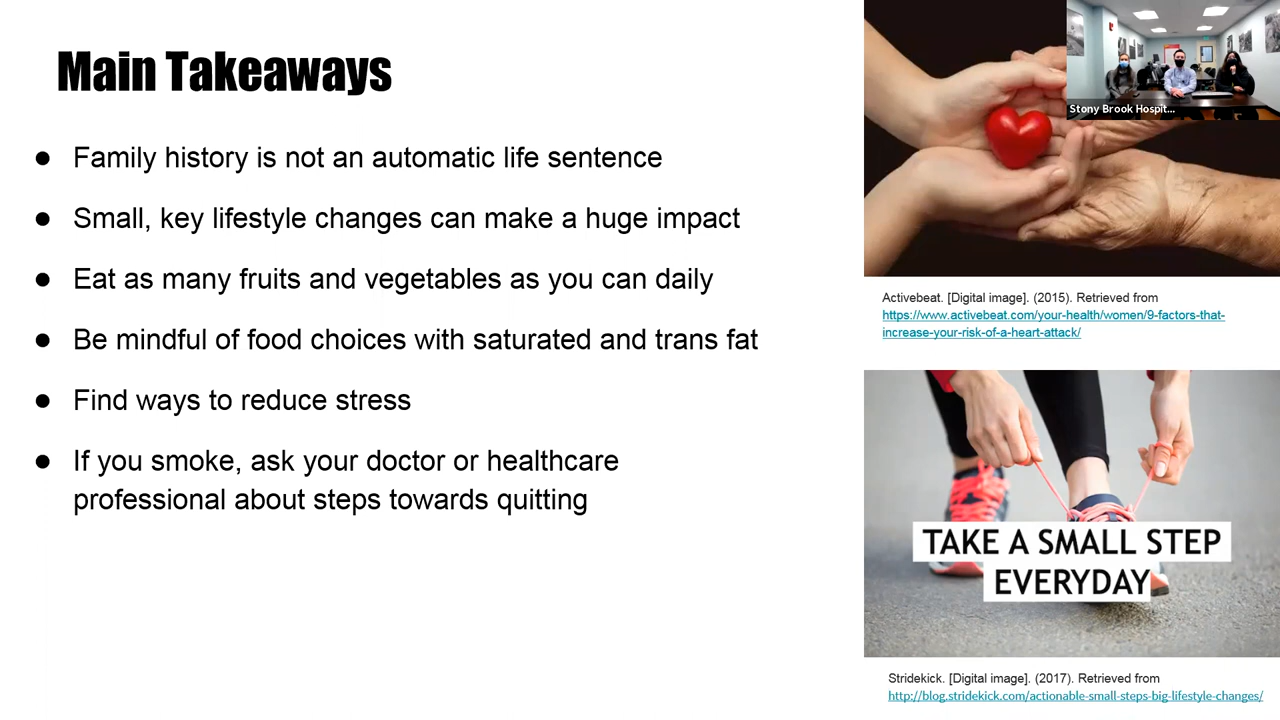 Main Takeaways
● Family history is not an automatic life sentence
● Small, key lifestyle changes can make a huge impact
● Eat as many fruits and vegetables as you can daily
● Be mindful of food choices with saturated and trans fat
● Find ways to reduce stress
● If you smoke, ask your doctor or healthcare
professional about steps towards quitting
Stony Brook Hospit...
Activebeat. [Digital image]. (2015). Retrieved from
https://www.activebeat.com/your-health/women/9-factors-that-
increase-your-risk-of-a-heart-attack/
TAKE A SMALL STEP
EVERYDAY
Stridekick. [Digital image]. (2017). Retrieved from
http://blog.stridekick.com/actionable-small-steps-big-lifestyle-changes/